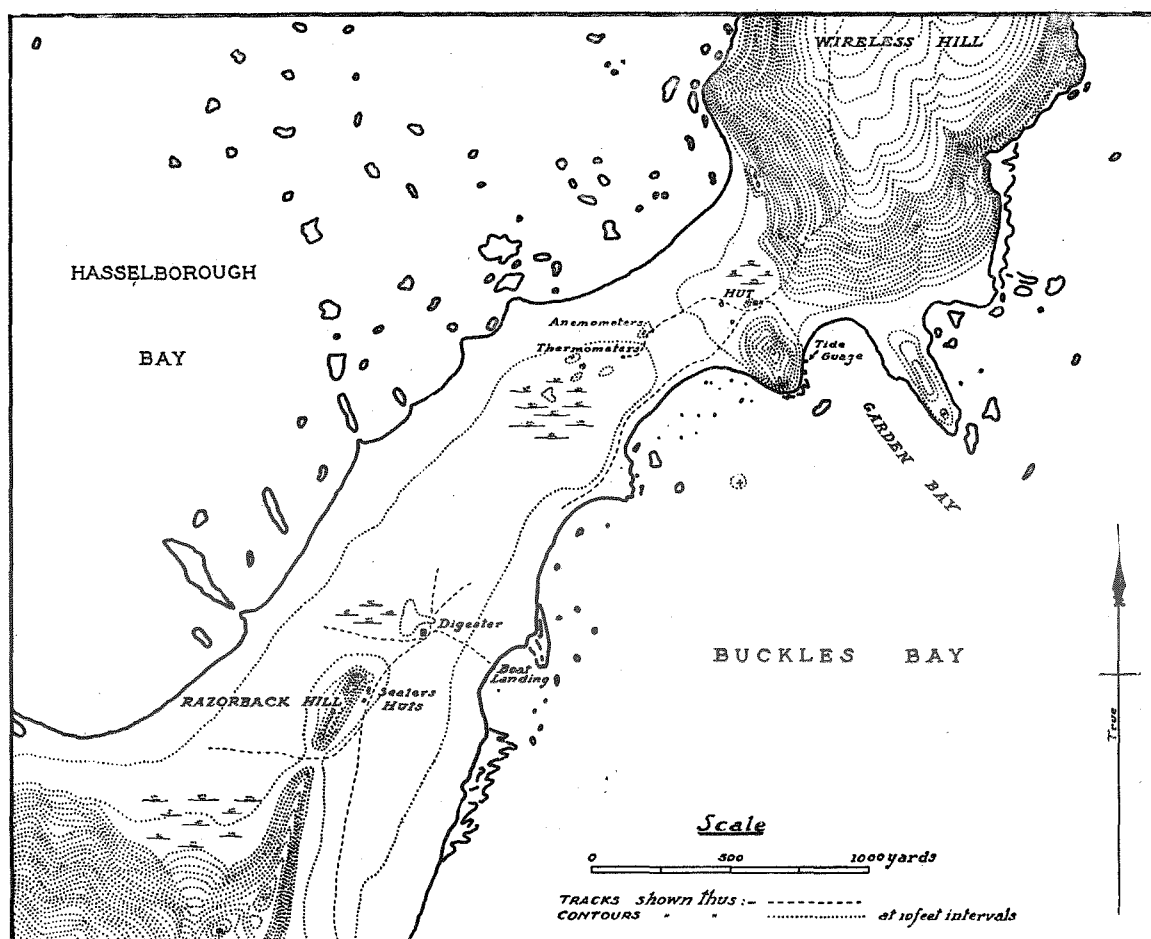 WIRELESS HILL
HASSELBOROUGH
BAY
HUT
Anemometers
Thermometers
Tide
Guage
GARDEN BAY
Digester
Boat
Landing
BUCKLES BAY
RAZORBACK HILL
Sealers
Huts
True
Scale
0 500 1000 yards
TRACKS shown thus:-
CONTOURS " " at 10 feet intervals